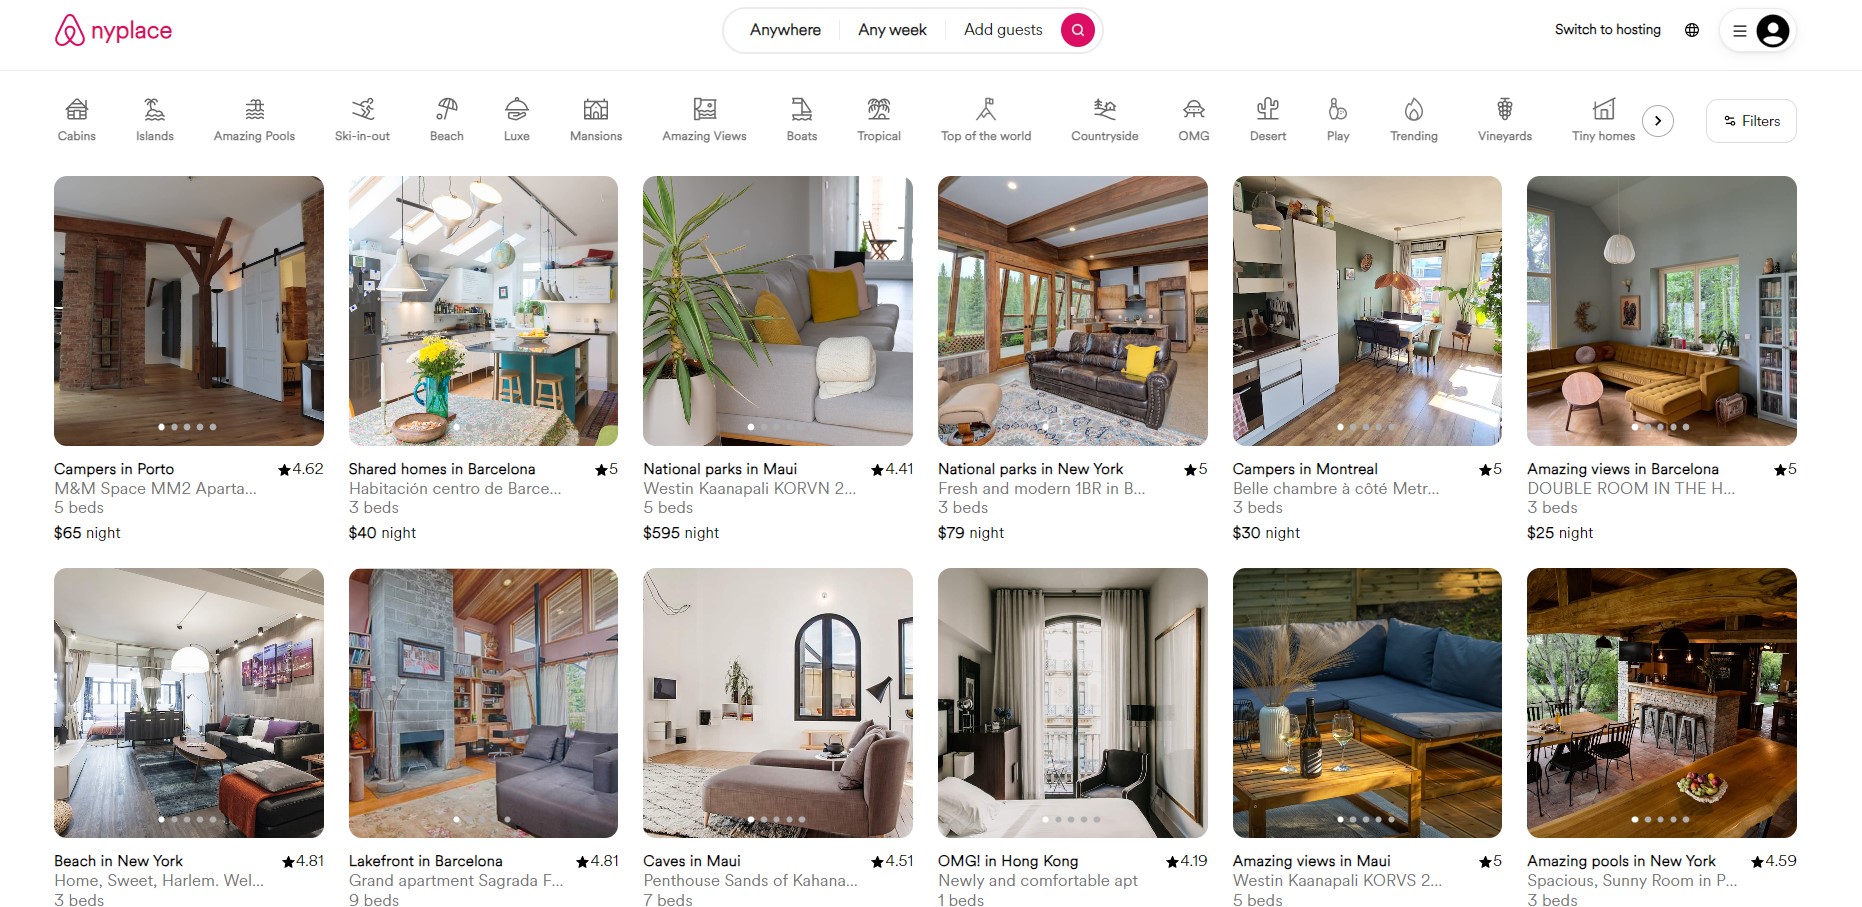 nyplace
Anywhere
Any week
Add guests
Switch to hosting
Cabins
Islands
Amazing Pools
Ski-in-out
Beach
Luxe
Mansions
Amazing Views
Boats
Tropical
Top of the world
Countryside
OMG
Desert
Play
Trending
Vineyards
Tiny homes
Filters
Campers in Porto ★4.62
M&M Space MM2 Aparta...
5 beds
$65 night
Shared homes in Barcelona ★5
Habitación centro de Barce...
3 beds
$40 night
National parks in Maui ★4.41
Westin Kaanapali KORVN 2...
5 beds
$595 night
National parks in New York ★5
Fresh and modern 1BR in B...
3 beds
$79 night
Campers in Montreal ★5
Belle chambre à côté Metr...
3 beds
$30 night
Amazing views in Barcelona ★5
DOUBLE ROOM IN THE H...
3 beds
$25 night
Beach in New York ★4.81
Home, Sweet, Harlem. Wel...
3 beds
Lakefront in Barcelona ★4.81
Grand apartment Sagrada F...
9 beds
Caves in Maui ★4.51
Penthouse Sands of Kahana...
7 beds
OMG! in Hong Kong ★4.19
Newly and comfortable apt
1 beds
Amazing views in Maui ★5
Westin Kaanapali KORVS 2...
5 beds
Amazing pools in New York ★4.59
Spacious, Sunny Room in P...
3 beds